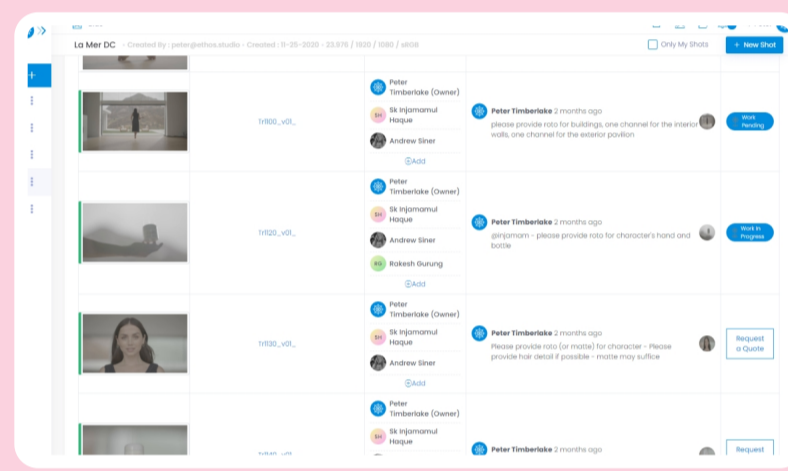 La Mer DC - Created By : peter@ethos.studio - Created : 11-25-2020 - 23.976 / 1920 / 1080 / sRGB
Only My Shots
+ New Shot
Tr1100_v01_
Peter
Timberlake (Owner)
SH
Sk Injamamul
Haque
Andrew Siner
Add
Peter Timberlake 2 months ago
please provide roto for buildings, one channel for the interior
walls, one channel for the exterior pavilion
Work
Pending
Tr1120_v01_
Peter
Timberlake (Owner)
SH
Sk Injamamul
Haque
Andrew Siner
RG
Rakesh Gurung
Add
Peter Timberlake 2 months ago
@injamam - please provide roto for character's hand and
bottle
Work In
Progress
Tr1130_v01_
Peter
Timberlake (Owner)
SH
Sk Injamamul
Haque
Andrew Siner
Add
Peter Timberlake 2 months ago
Please provide roto (or matte) for character - Please
provide hair detail if possible - matte may suffice
Request
a Quote
Tr1140_v01_
Peter
Timberlake (Owner)
SH
Sk Injamamul
Haque
Peter Timberlake 2 months ago
Request